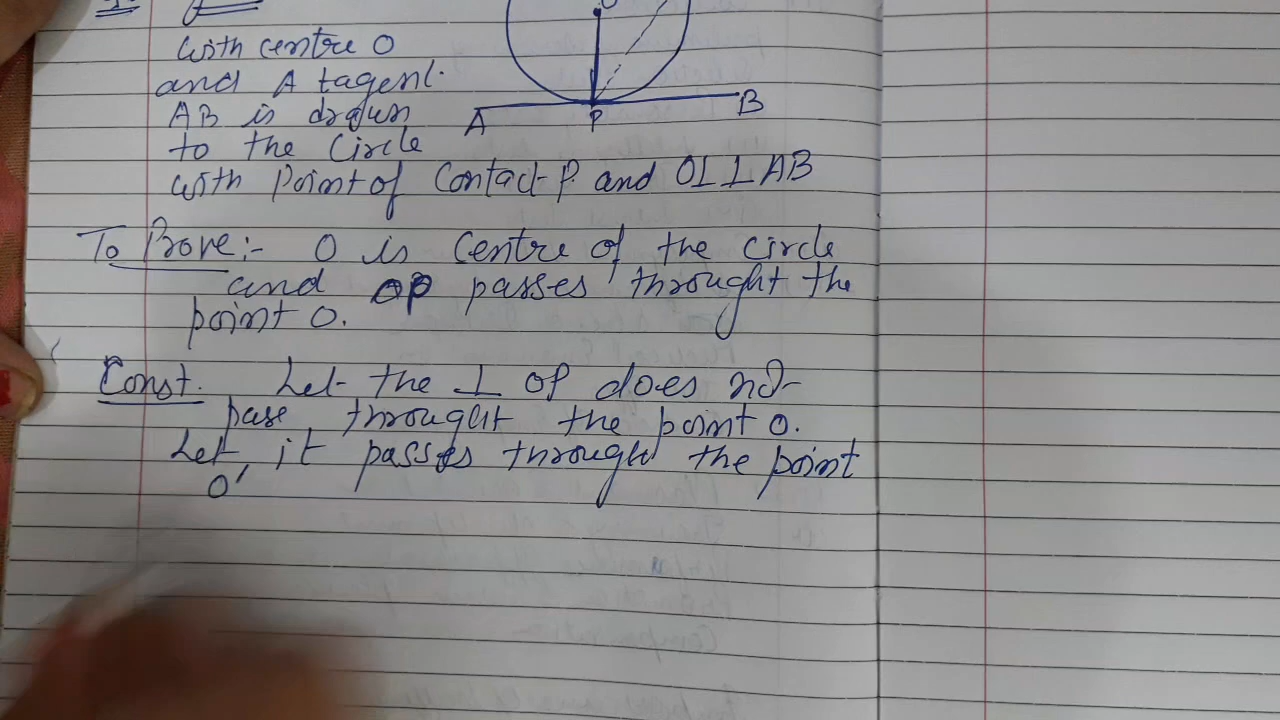 with centre O
and A tagent.
AB is drawn
to the Circle
with Point of Contact P. and OL ⊥ AB
A P B
To Prove:- O is Centre of the circle
and OP passes throught the
point O.
Const. Let the ⊥ OP does not
pase throught the point O.
Let, it passes through the point
O'